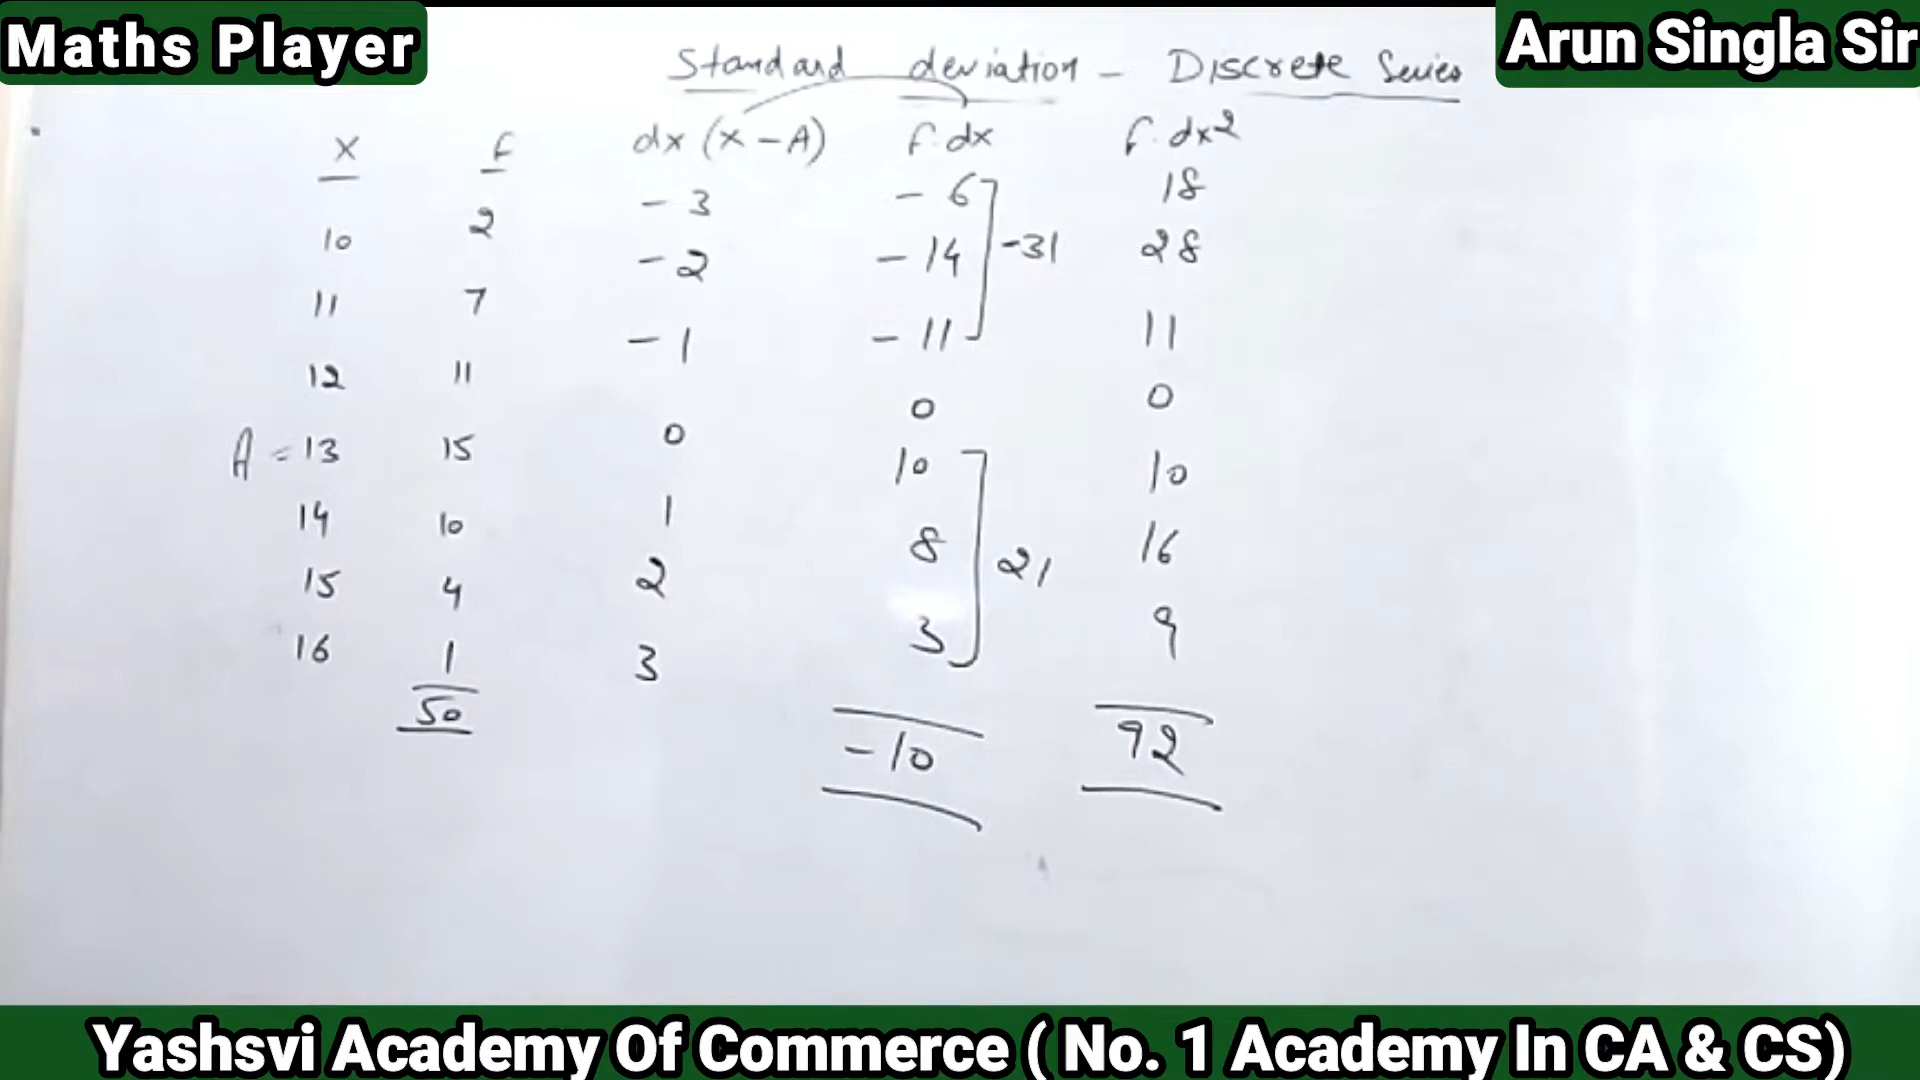 Maths Player
Arun Singla Sir
Standard deviation - Discrete Series
x f dx (x-A) f.dx f.dx²
10 2 -3 -6 18
11 7 -2 -14 -31 28
12 11 -1 -11 11
A = 13 15 0 0 0
14 10 1 10 10
15 4 2 8 21 16
16 1 3 3 9
50 -10 92
Yashsvi Academy Of Commerce ( No. 1 Academy In CA & CS)